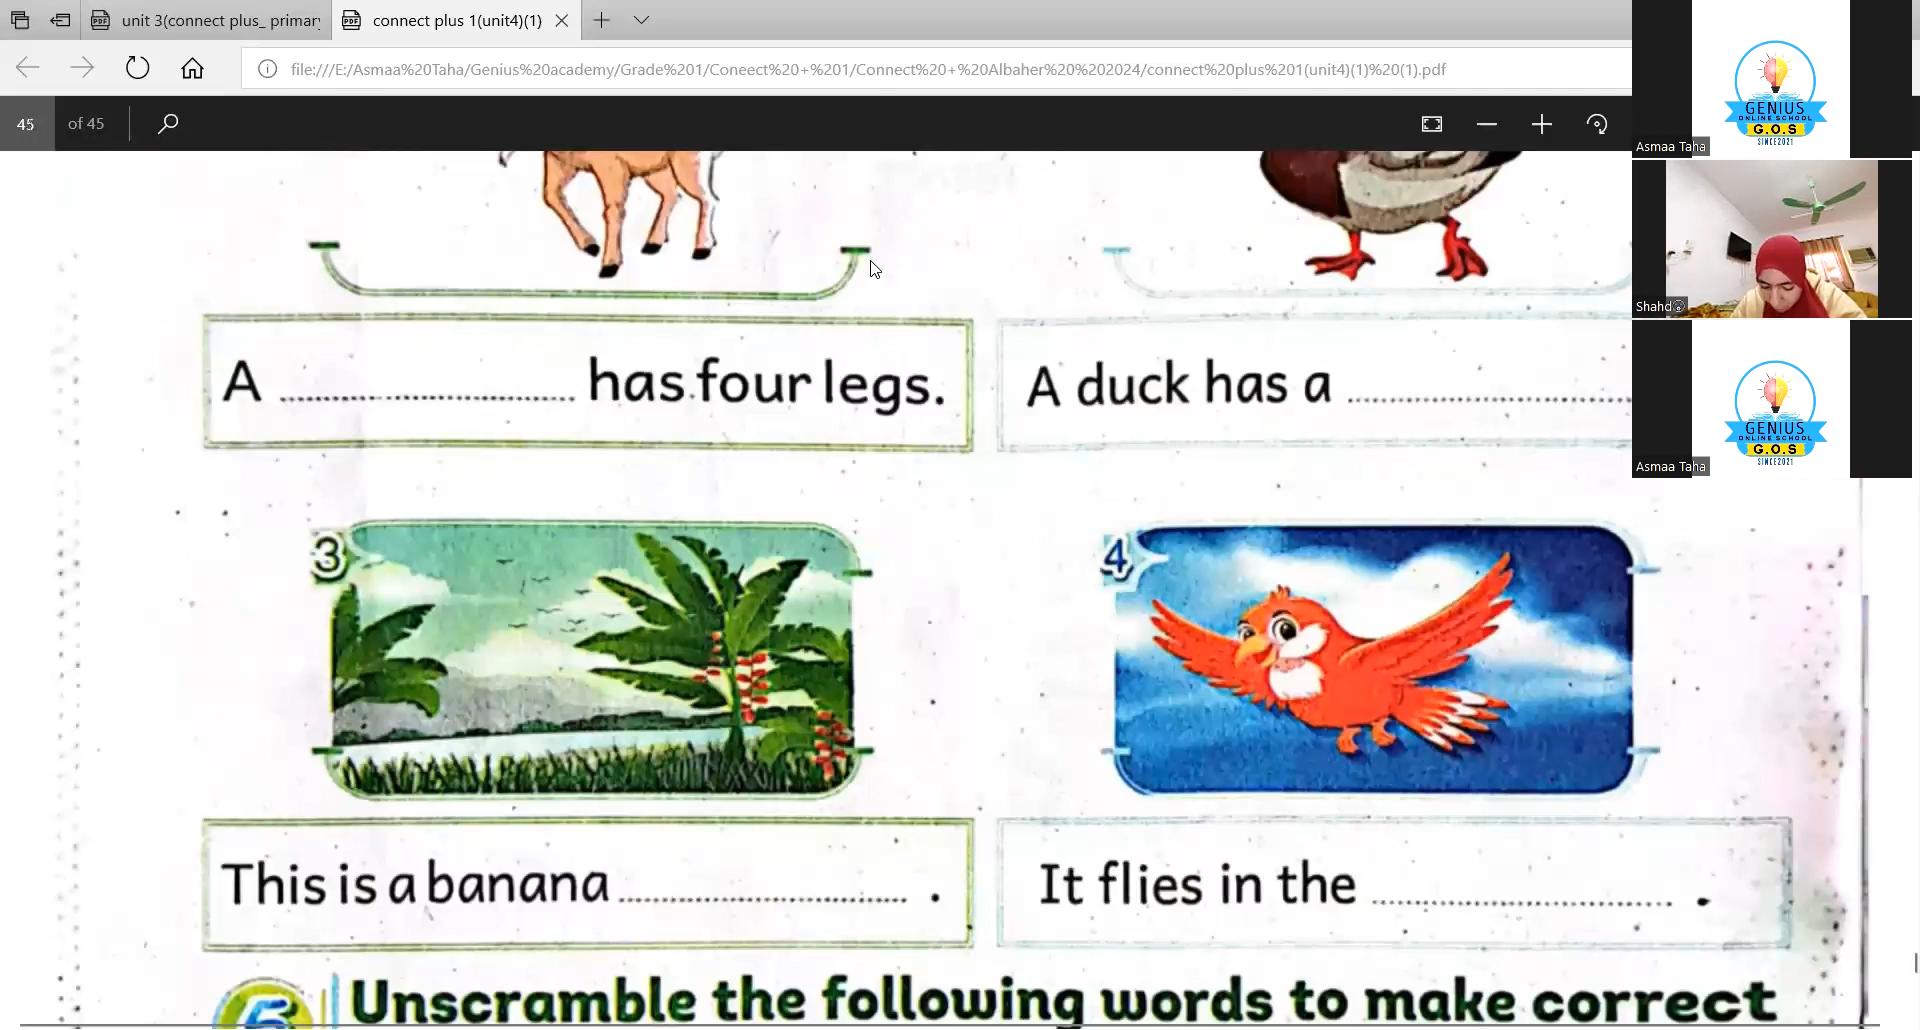 unit 3(connect plus_ primary
connect plus 1(unit4)(1)
file:///E:/Asmaa%20Taha/Genius%20academy/Grade%201/Coneect%20+%201/Connect%20+%20Albaher%20%202024/connect%20plus%201(unit4)(1)%20(1).pdf
45 of 45
GENIUS
ONLINE SCHOOL
G.O.S
SINCE2021
Asmaa Taha
Shahd
GENIUS
ONLINE SCHOOL
G.O.S
SINCE2021
Asmaa Taha
A ........................ has four legs.
A duck has a ........................
3
4
This is a banana ........................ .
It flies in the ........................ .
5 Unscramble the following words to make correct